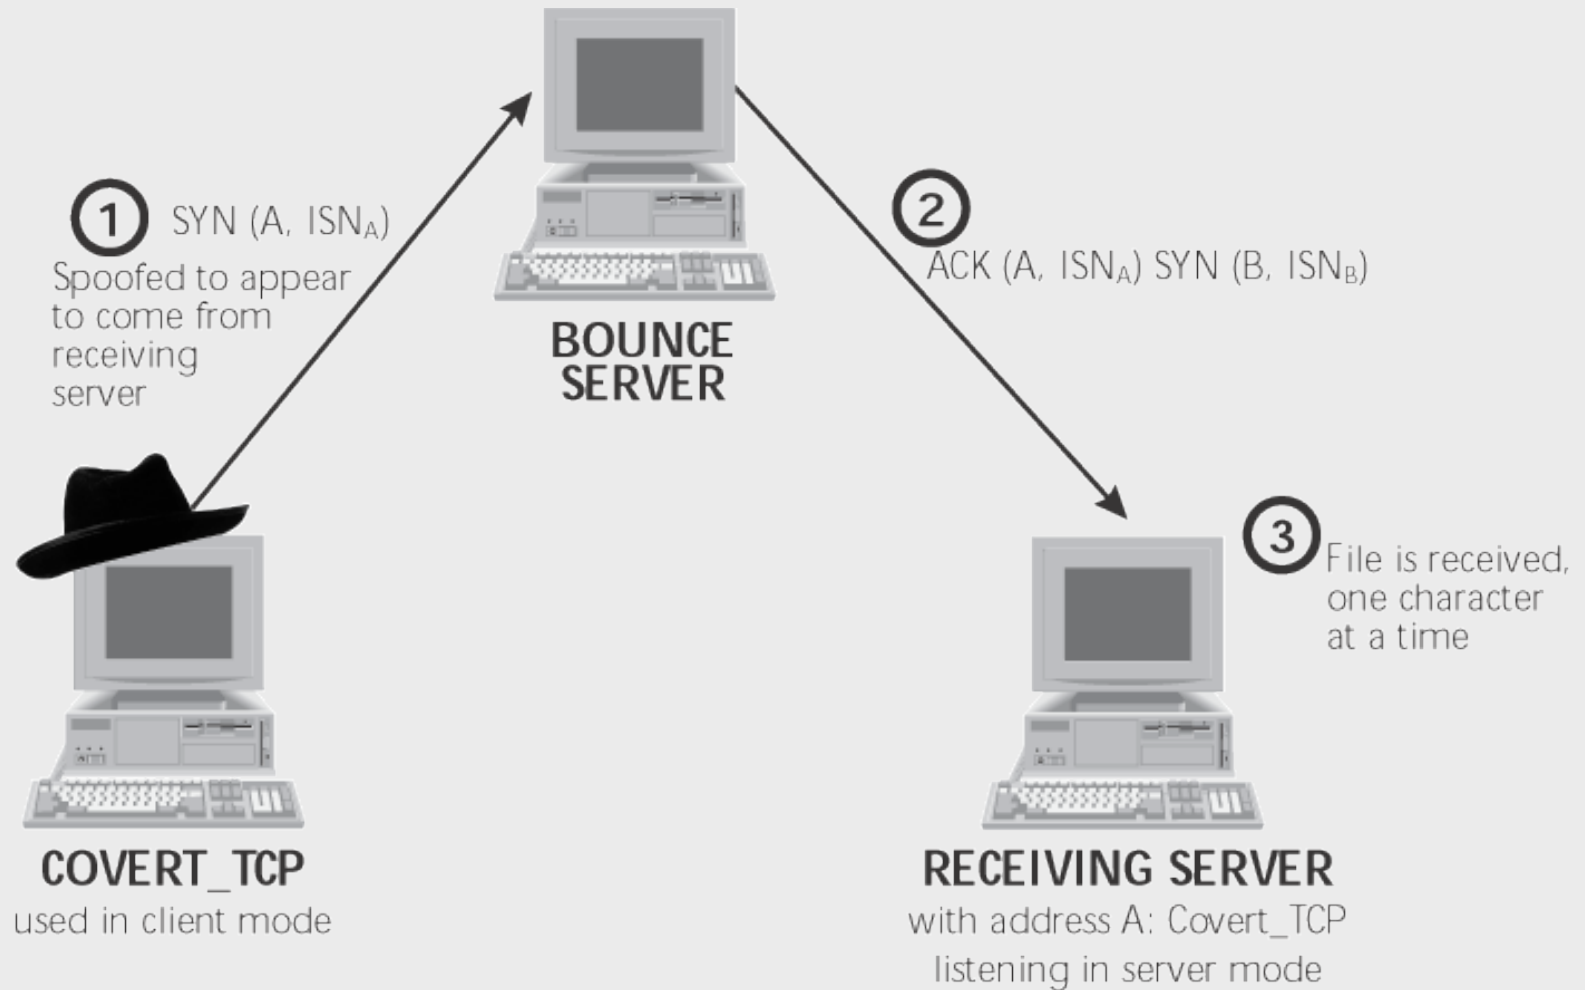 1 SYN (A, ISNA)
Spoofed to appear
to come from
receiving
server
BOUNCE
SERVER
2
ACK (A, ISNA) SYN (B, ISNB)
3
File is received,
one character
at a time
COVERT_TCP
used in client mode
RECEIVING SERVER
with address A: Covert_TCP
listening in server mode